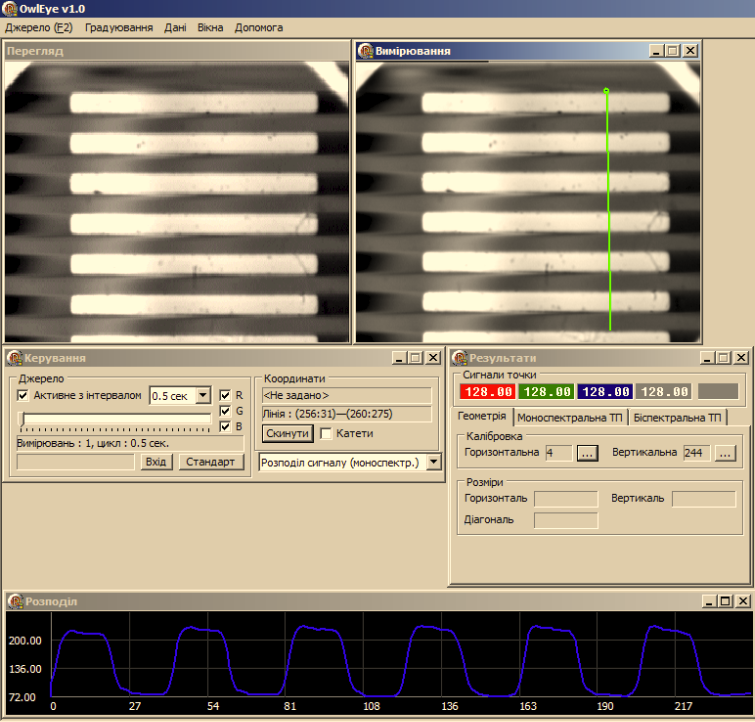 OwlEye v1.0
Джерело (F2) Градуювання Дані Вікна Допомога
Перегляд
Вимірювання
Керування
Джерело
Активне з інтервалом 0.5 сек
R
G
B
Вимірювань : 1, цикл : 0.5 сек.
Вхід Стандарт
Координати
<Не задано>
Лінія : (256:31)—(260:275)
Скинути Катети
Розподіл сигналу (моноспектр.)
Результати
Сигнали точки
128.00 128.00 128.00 128.00
Геометрія Моноспектральна ТП Біспектральна ТП
Калібровка
Горизонтальна 4 ... Вертикальна 244 ...
Розміри
Горизонталь Вертикаль
Діагональ
Розподіл
200.00
136.00
72.00
0 27 54 81 108 136 163 190 217